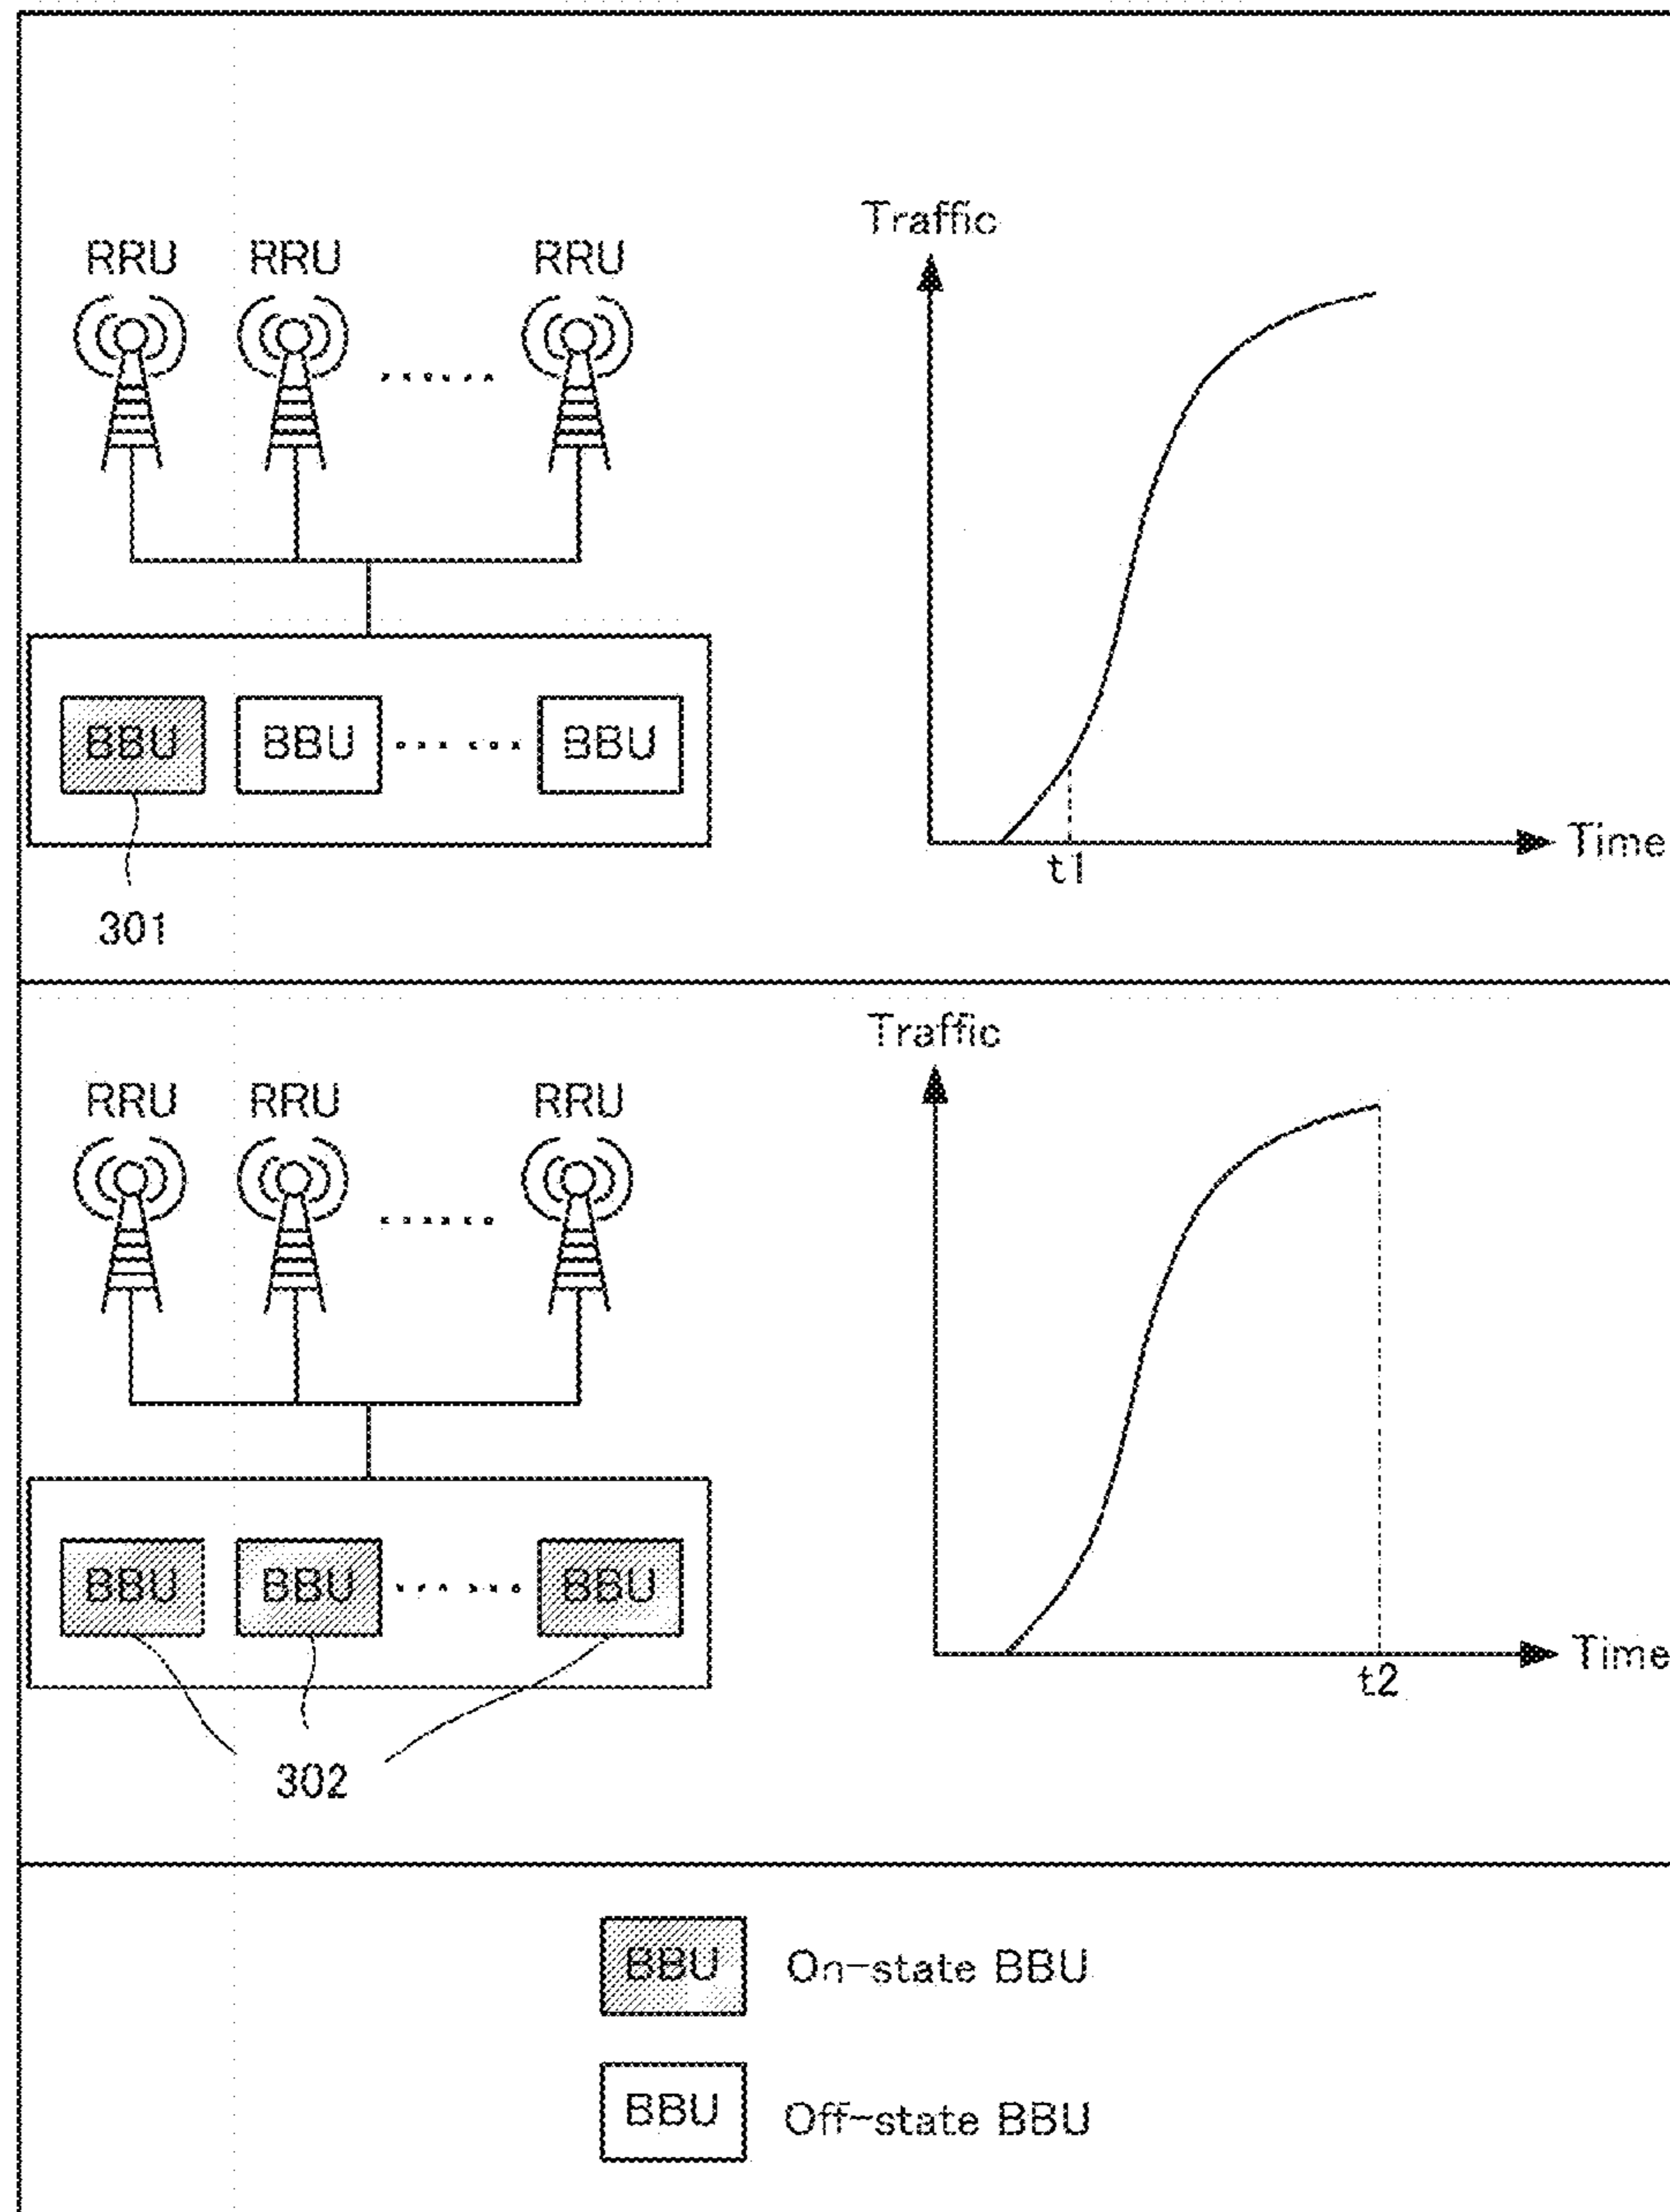 Traffic
RRU RRU RRU
BBU BBU BBU
Time
t1
301
Traffic
RRU RRU RRU
BBU BBU BBU
Time
t2
302
BBU On-state BBU
BBU Off-state BBU